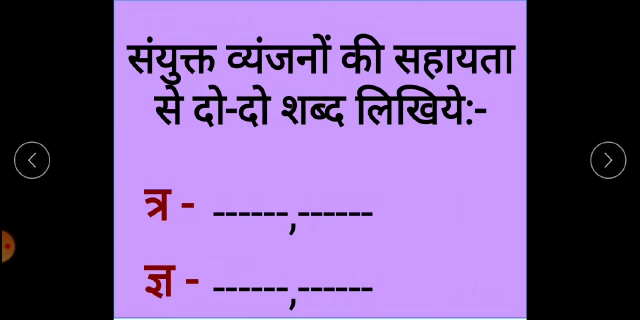 संयुक्त व्यंजनों की सहायता
से दो-दो शब्द लिखिये:-
त्र - ------,------
ज्ञ - ------,------